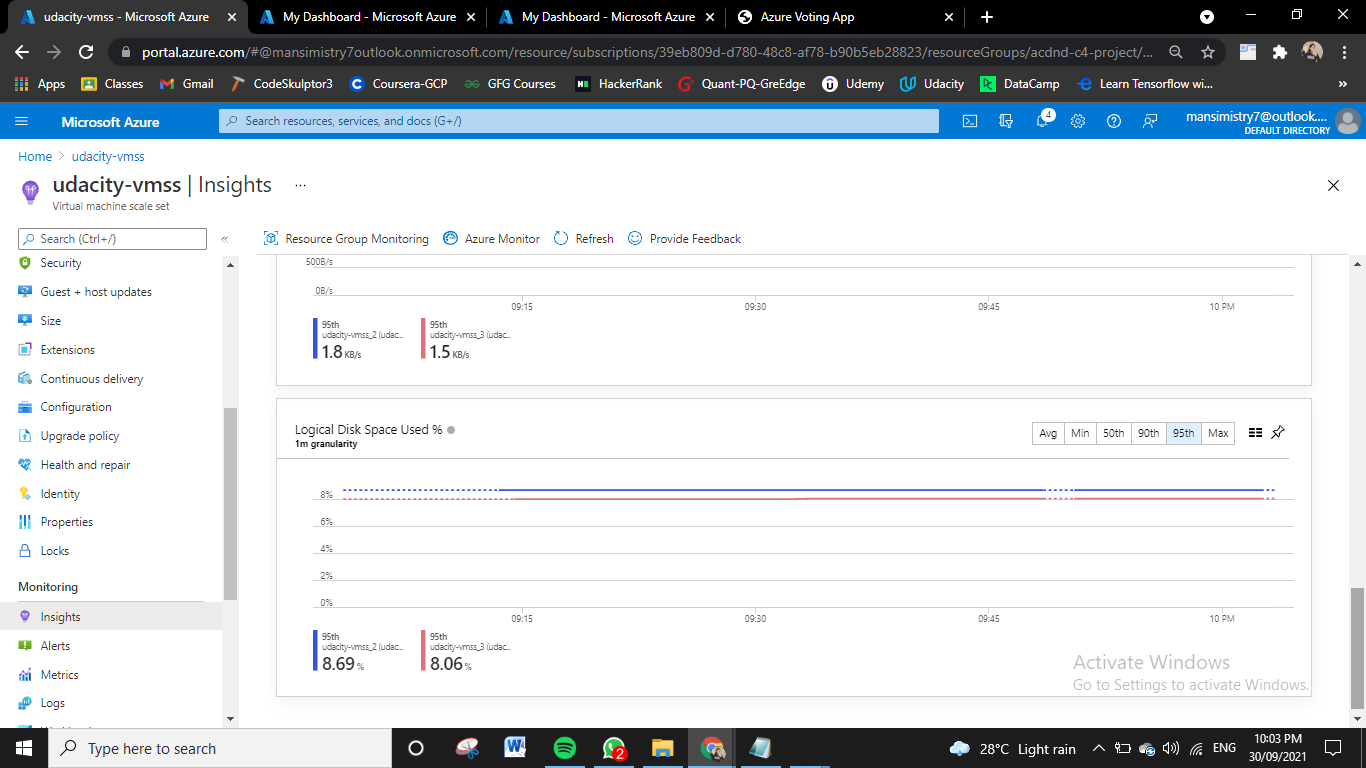 udacity-vmss - Microsoft Azure
My Dashboard - Microsoft Azure
My Dashboard - Microsoft Azure
Azure Voting App
portal.azure.com/#@mansimistry7outlook.onmicrosoft.com/resource/subscriptions/39eb809d-d780-48c8-af78-b90b5eb28823/resourceGroups/acdnd-c4-project/...
Apps Classes Gmail CodeSkulptor3 Coursera-GCP GFG Courses HackerRank Quant-PQ-GreEdge Udemy Udacity DataCamp Learn Tensorflow wi... »
Microsoft Azure
Search resources, services, and docs (G+/)
4
mansimistry7@outlook....
DEFAULT DIRECTORY
Home > udacity-vmss
udacity-vmss | Insights ...
Virtual machine scale set
Search (Ctrl+/) «
Security
Guest + host updates
Size
Extensions
Continuous delivery
Configuration
Upgrade policy
Health and repair
Identity
Properties
Locks
Monitoring
Insights
Alerts
Metrics
Logs
Resource Group Monitoring Azure Monitor Refresh Provide Feedback
500B/s
0B/s
09:15 09:30 09:45 10 PM
95th
udacity-vmss_2 (udac...
1.8 KB/s
95th
udacity-vmss_3 (udac...
1.5 KB/s
Logical Disk Space Used %
1m granularity
Avg Min 50th 90th 95th Max
8%
6%
4%
2%
0%
09:15 09:30 09:45 10 PM
95th
udacity-vmss_2 (udac...
8.69 %
95th
udacity-vmss_3 (udac...
8.06 %
Activate Windows
Go to Settings to activate Windows.
Type here to search
W
2
28°C Light rain
ENG
10:03 PM
30/09/2021